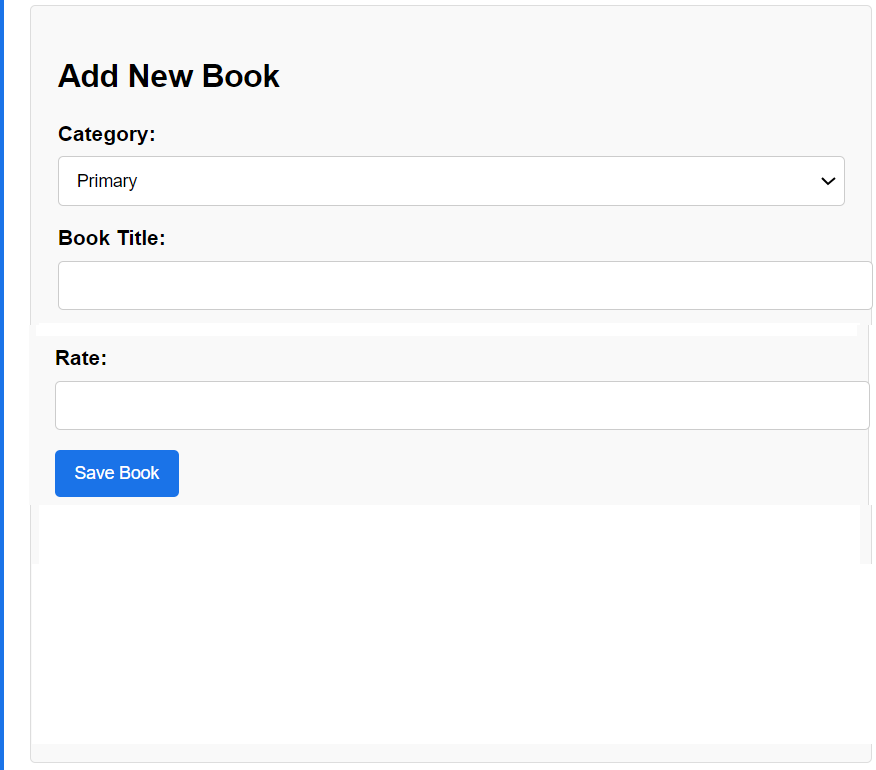 Add New Book
Category:
Primary
Book Title:
Rate:
Save Book